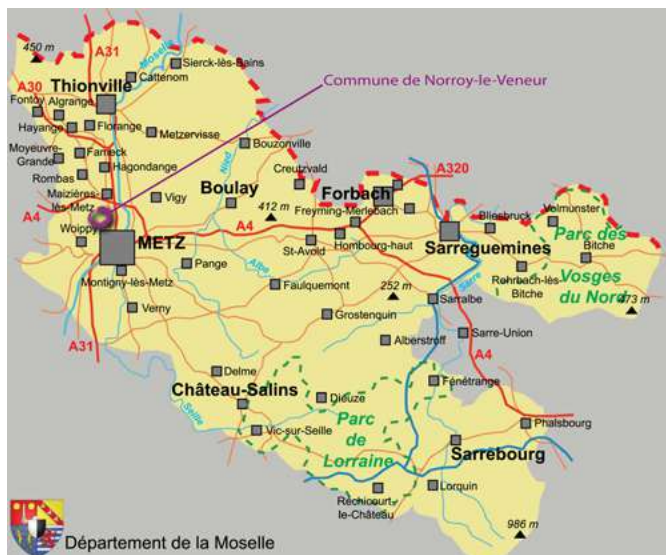 450 m
A31
Moselle
Sierck-lès-Bains
Cattenom
Commune de Norroy-le-Veneur
A30
Thionville
Fontoy
Algrange
Hayange
Florange
Metzervisse
Moyeuvre-
Grande
Fameck
Hagondange
Rombas
Maizières-
lès-Metz
Vigy
Bouzonville
Nied
Boulay
412 m
Creutzvald
Forbach
A320
Freyming-Merlebach
A4
Woippy
METZ
A4
St-Avold
Hombourg-haut
Sarreguemines
Bliesbruck
Volmunster
Parc des
Vosges
du Nord
Bitche
Rohrbach-lès
Bitche
473 m
Montigny-lès-Metz
Pange
Albe
Faulquemont
252 m
Sarre
Sarralbe
Verny
Grostenquin
A31
Albestroff
Sarre-Union
A4
Delme
Château-Salins
Seille
Dieuze
Fénétrange
Vic-sur-Seille
Parc
de
Lorraine
Phalsbourg
Sarrebourg
Réchicourt
-le-Château
Lorquin
986 m
Département de la Moselle